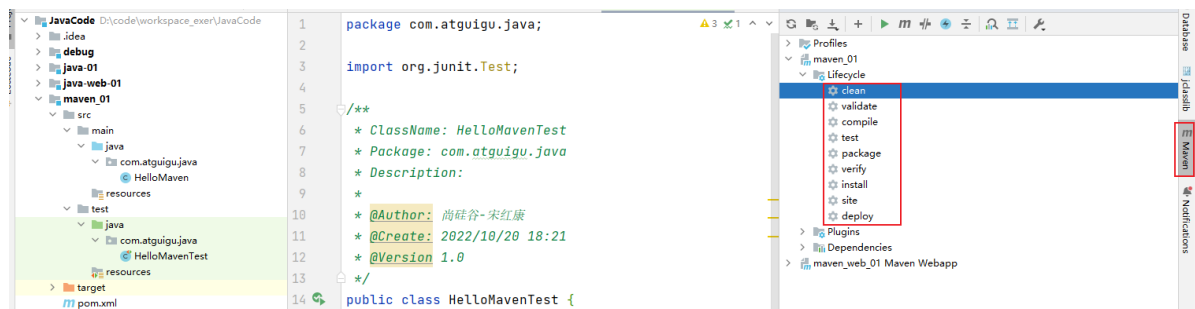 JavaCode D:\code\workspace_exer\JavaCode
.idea
debug
java-01
java-web-01
maven_01
src
main
java
com.atguigu.java
HelloMaven
resources
test
java
com.atguigu.java
HelloMavenTest
resources
target
pom.xml
1 package com.atguigu.java;
2
3 import org.junit.Test;
4
5 /**
6 * ClassName: HelloMavenTest
7 * Package: com.atguigu.java
8 * Description:
9 *
10 * @Author: 尚硅谷-宋红康
11 * @Create: 2022/10/20 18:21
12 * @Version 1.0
13 */
14 public class HelloMavenTest {
3 1
Profiles
maven_01
Lifecycle
clean
validate
compile
test
package
verify
install
site
deploy
Plugins
Dependencies
maven_web_01 Maven Webapp
Database
jclasslib
Maven
Notifications